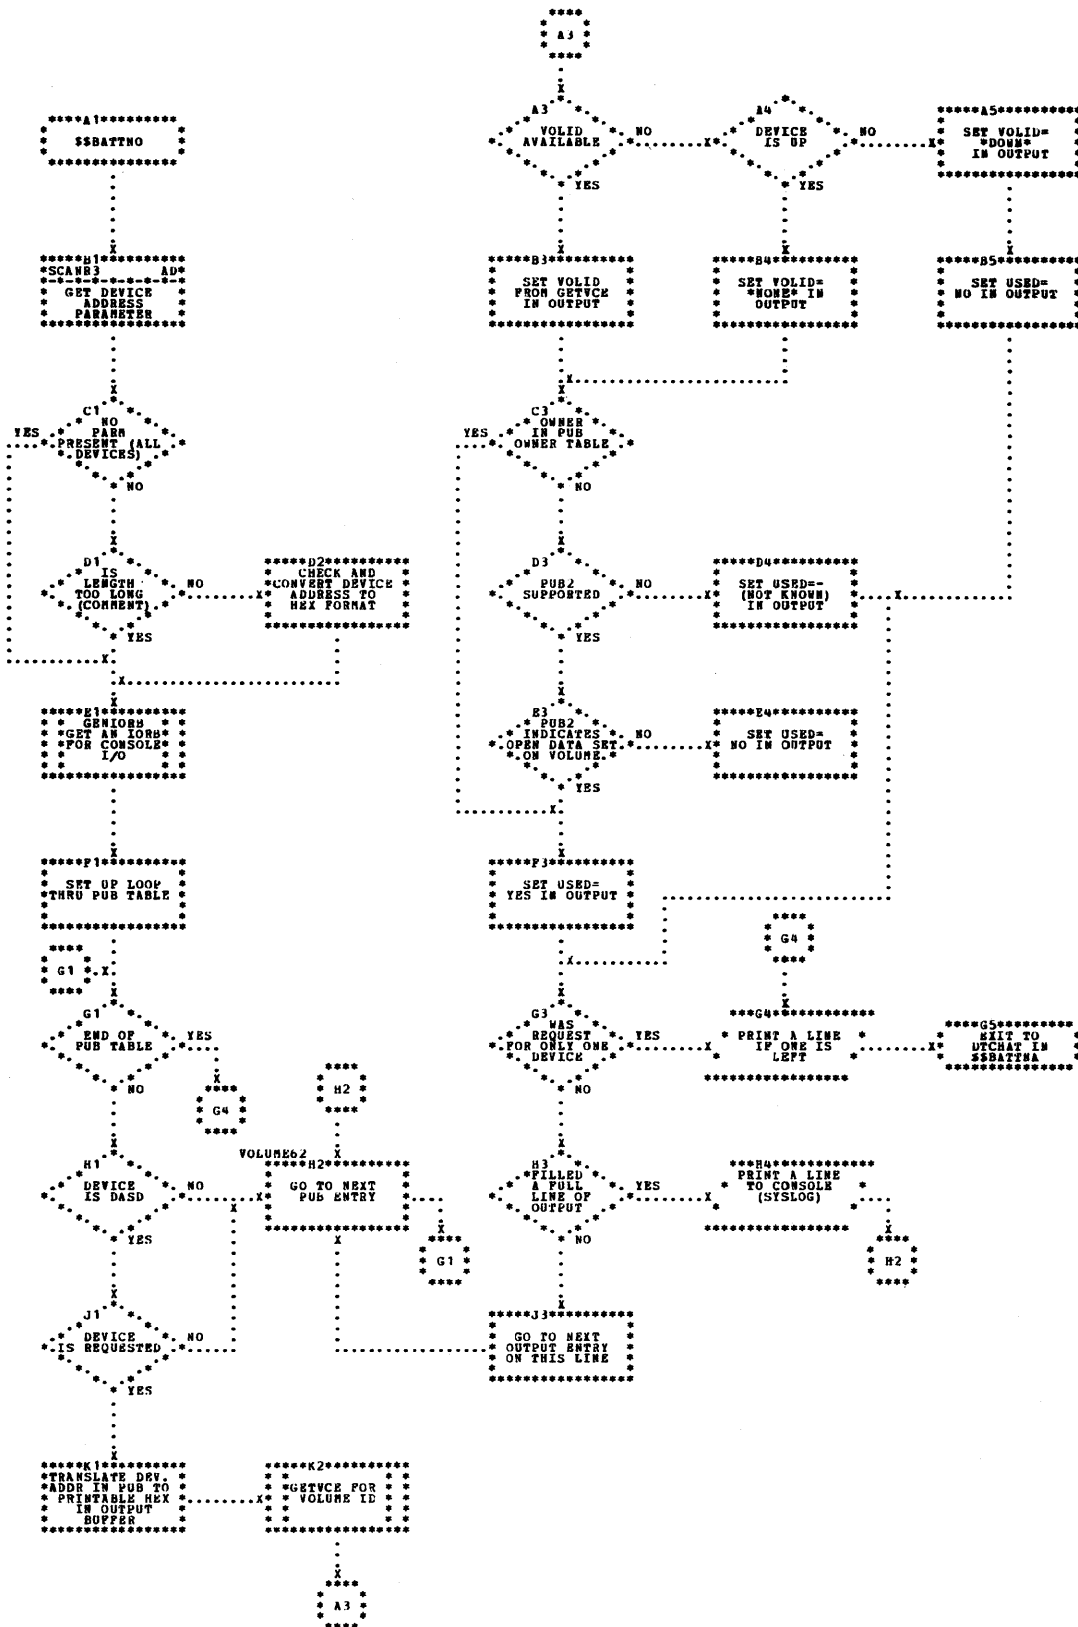 A3
A1
$$BATTNO
A3
VOLID
AVAILABLE
NO
YES
A4
DEVICE
IS UP
NO
YES
A5
SET VOLID=
*DOWN*
IN OUTPUT
B1
SCANR3 AD
GET DEVICE
ADDRESS
PARAMETER
B3
SET VOLID
FROM GETVCE
IN OUTPUT
B4
SET VOLID=
*NONE* IN
OUTPUT
B5
SET USED=
NO IN OUTPUT
C1
NO
PARM
PRESENT (ALL
DEVICES)
YES
NO
C3
OWNER
IN PUB
OWNER TABLE
YES
NO
D1
IS
LENGTH
TOO LONG
(COMMENT)
NO
YES
D2
CHECK AND
CONVERT DEVICE
ADDRESS TO
HEX FORMAT
D3
PUB2
SUPPORTED
NO
YES
D4
SET USED=-
(NOT KNOWN)
IN OUTPUT
E1
GENIORB
GET AN IORB
FOR CONSOLE
I/O
E3
PUB2
INDICATES
OPEN DATA SET
ON VOLUME.
NO
YES
E4
SET USED=
NO IN OUTPUT
F1
SET UP LOOP
THRU PUB TABLE
F3
SET USED=
YES IN OUTPUT
G1
G4
G1
END OF
PUB TABLE
YES
NO
G4
H2
G3
WAS
REQUEST
FOR ONLY ONE
DEVICE
YES
NO
G4
PRINT A LINE
IF ONE IS
LEFT
G5
EXIT TO
DTCHAT IN
$$BATTNA
H1
DEVICE
IS DASD
NO
YES
VOLUME62
H2
GO TO NEXT
PUB ENTRY
G1
H3
FILLED
A FULL
LINE OF
OUTPUT
YES
NO
H4
PRINT A LINE
TO CONSOLE
(SYSLOG)
H2
J1
DEVICE
IS REQUESTED
NO
YES
J3
GO TO NEXT
OUTPUT ENTRY
ON THIS LINE
K1
TRANSLATE DEV.
ADDR IN PUB TO
PRINTABLE HEX
IN OUTPUT
BUFFER
K2
GETVCE FOR
VOLUME ID
A3